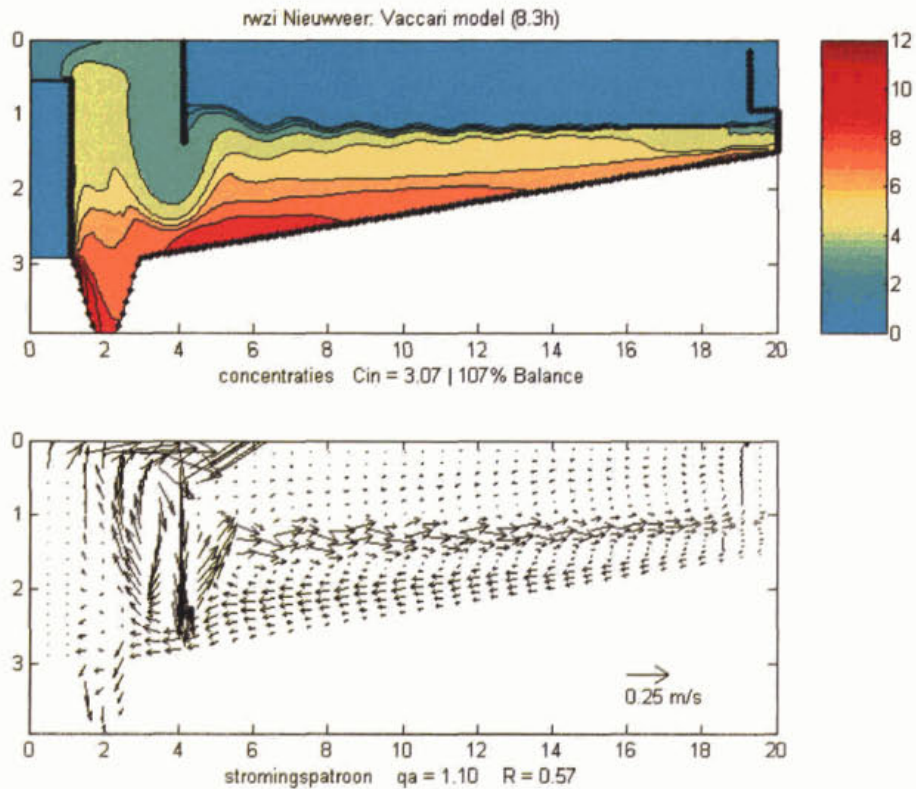 rwzi Nieuwveer: Vaccari model (8.3h)
0
1
2
3
0 2 4 6 8 10 12 14 16 18 20
12
10
8
6
4
2
0
concentraties Cin = 3.07 | 107% Balance
0
1
2
3
0.25 m/s
0 2 4 6 8 10 12 14 16 18 20
stromingspatroon qa = 1.10 R = 0.57